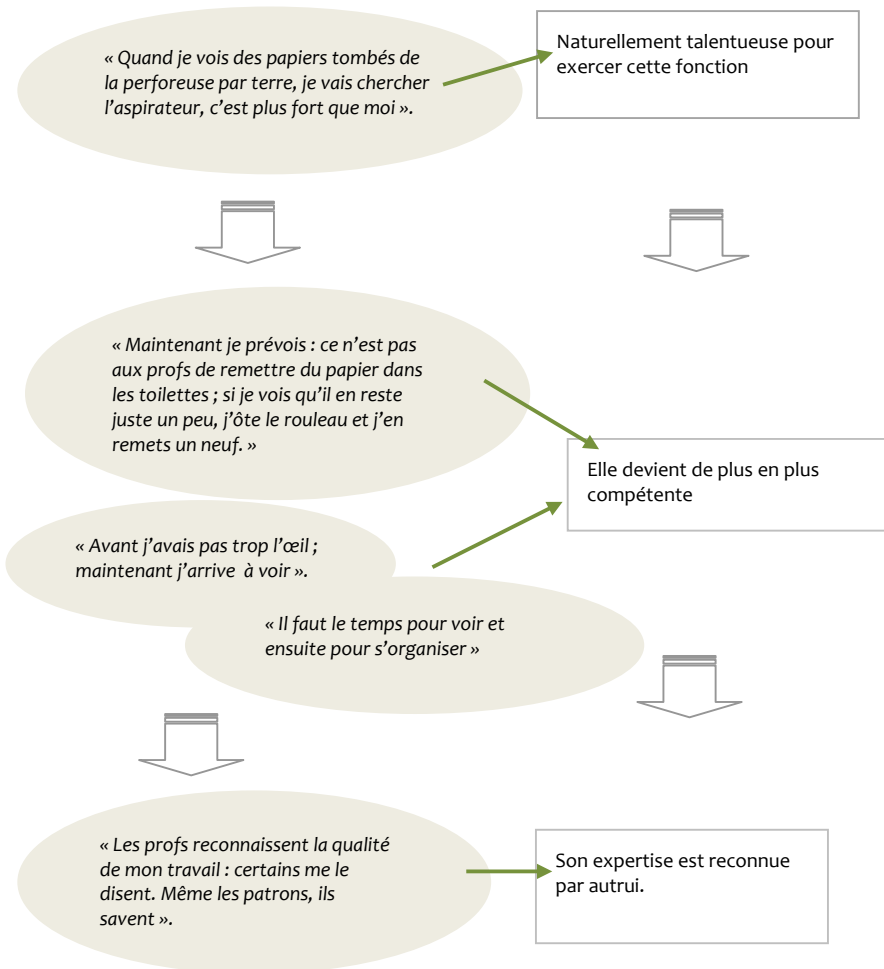 « Quand je vois des papiers tombés de
la perforeuse par terre, je vais chercher
l’aspirateur, c’est plus fort que moi ».
Naturellement talentueuse pour
exercer cette fonction
« Maintenant je prévois : ce n’est pas
aux profs de remettre du papier dans
les toilettes ; si je vois qu’il en reste
juste un peu, j’ôte le rouleau et j’en
remets un neuf. »
Elle devient de plus en plus
compétente
« Avant j’avais pas trop l’œil ;
maintenant j’arrive à voir ».
« Il faut le temps pour voir et
ensuite pour s’organiser »
« Les profs reconnaissent la qualité
de mon travail : certains me le
disent. Même les patrons, ils
savent ».
Son expertise est reconnue
par autrui.